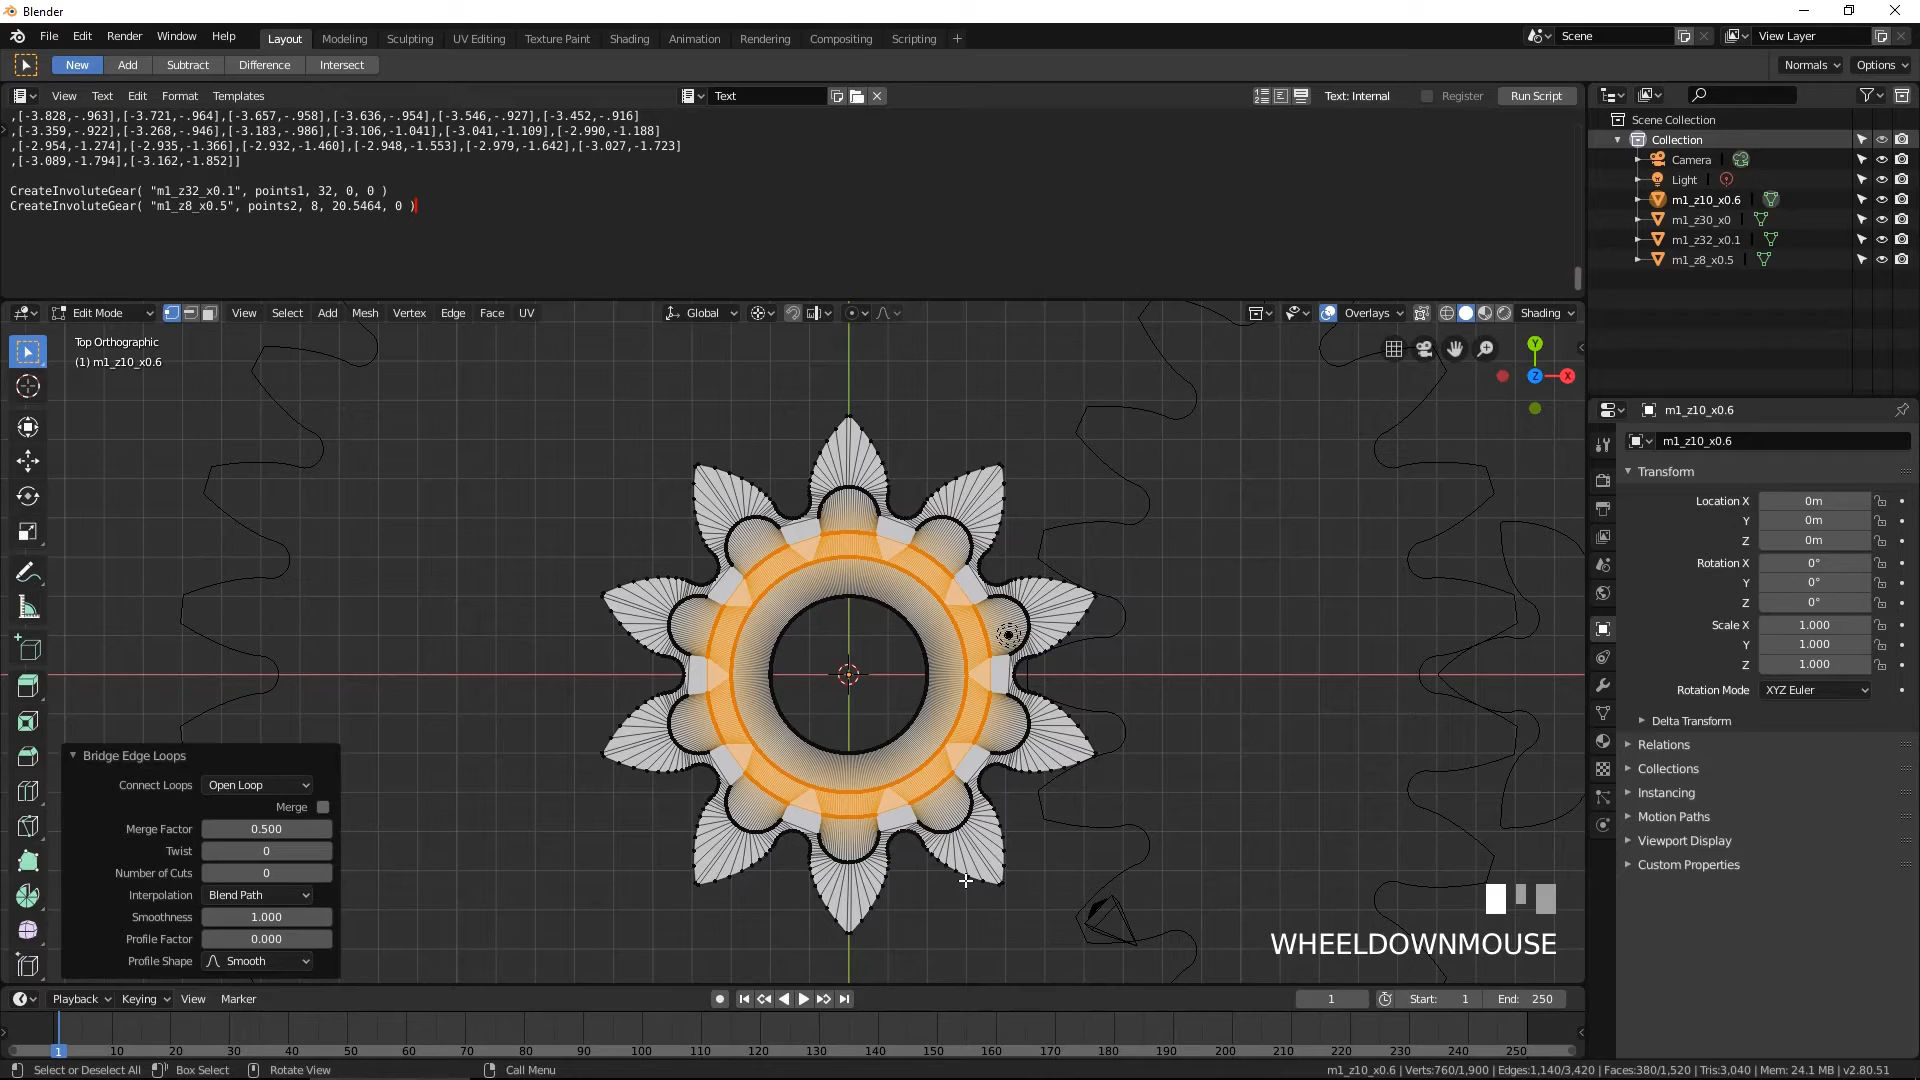 Blender
File Edit Render Window Help Layout Modeling Sculpting UV Editing Texture Paint Shading Animation Rendering Compositing Scripting + Scene View Layer
New Add Subtract Difference Intersect Normals Options
View Text Edit Format Templates Text Text: Internal Register Run Script
,[-3.828,-.963],[-3.721,-.964],[-3.657,-.958],[-3.636,-.954],[-3.546,-.927],[-3.452,-.916]
,[-3.359,-.922],[-3.268,-.946],[-3.183,-.986],[-3.106,-1.041],[-3.041,-1.109],[-2.990,-1.188]
,[-2.954,-1.274],[-2.935,-1.366],[-2.932,-1.460],[-2.948,-1.553],[-2.979,-1.642],[-3.027,-1.723]
,[-3.089,-1.794],[-3.162,-1.852]]
CreateInvoluteGear( "m1_z32_x0.1", points1, 32, 0, 0 )
CreateInvoluteGear( "m1_z8_x0.5", points2, 8, 20.5464, 0 )
Scene Collection
Collection
Camera
Light
m1_z10_x0.6
m1_z30_x0
m1_z32_x0.1
m1_z8_x0.5
Edit Mode View Select Add Mesh Vertex Edge Face UV Global Overlays Shading
Top Orthographic
(1) m1_z10_x0.6
Y
Z X
m1_z10_x0.6
m1_z10_x0.6
Transform
Location X 0m
Y 0m
Z 0m
Rotation X 0°
Y 0°
Z 0°
Scale X 1.000
Y 1.000
Z 1.000
Rotation Mode XYZ Euler
Delta Transform
Relations
Collections
Instancing
Motion Paths
Viewport Display
Custom Properties
Bridge Edge Loops
Connect Loops Open Loop
Merge
Merge Factor 0.500
Twist 0
Number of Cuts 0
Interpolation Blend Path
Smoothness 1.000
Profile Factor 0.000
Profile Shape Smooth
WHEELDOWNMOUSE
Playback Keying View Marker 1 Start: 1 End: 250
1 10 20 30 40 50 60 70 80 90 100 110 120 130 140 150 160 170 180 190 200 210 220 230 240 250
Select or Deselect All Box Select Rotate View Call Menu m1_z10_x0.6 | Verts:760/1,900 | Edges:1,140/3,420 | Faces:380/1,520 | Tris:3,040 | Mem: 24.1 MB | v2.80.51